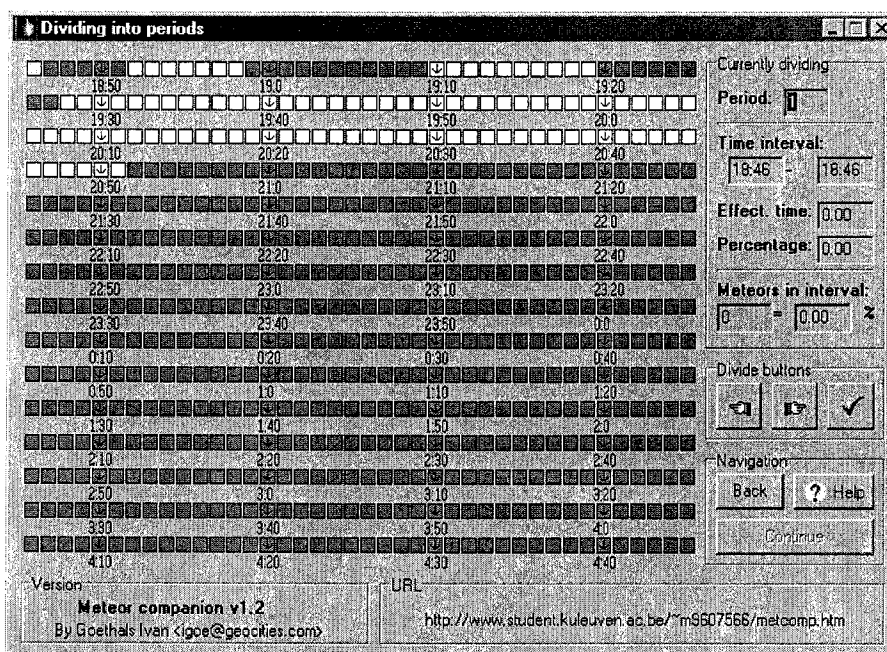 Dividing into periods
18:50 19:0 19:10 19:20
19:30 19:40 19:50 20:0
20:10 20:20 20:30 20:40
20:50 21:0 21:10 21:20
21:30 21:40 21:50 22:0
22:10 22:20 22:30 22:40
22:50 23:0 23:10 23:20
23:30 23:40 23:50 0:0
0:10 0:20 0:30 0:40
0:50 1:0 1:10 1:20
1:30 1:40 1:50 2:0
2:10 2:20 2:30 2:40
2:50 3:0 3:10 3:20
3:30 3:40 3:50 4:0
4:10 4:20 4:30 4:40
Currently dividing
Period: 1
Time interval:
18:46 - 18:46
Effect. time: 0.00
Percentage: 0.00
Meteors in interval:
0 = 0.00 %
Divide buttons
Navigation
Back ? Help
Continue
Version
Meteor companion v1.2
By Goethals Ivan <igoe@geocities.com>
URL
http://www.student.kuleuven.ac.be/~m9607566/metcomp.htm